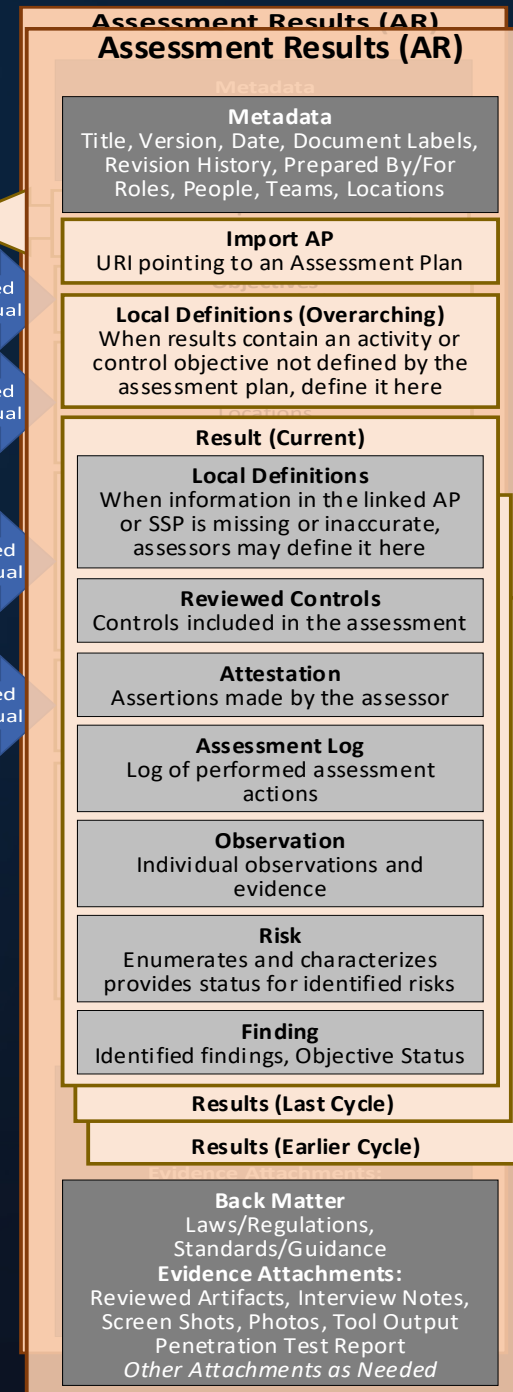 Assessment Results (AR)
Assessment Results (AR)
Metadata
Metadata
Title, Version, Date, Document Labels,
Revision History, Prepared By/For
Roles, People, Teams, Locations
Import AP
URI pointing to an Assessment Plan
Objectives
Local Definitions (Overarching)
When results contain an activity or
control objective not defined by the
assessment plan, define it here
Locations
Result (Current)
Local Definitions
When information in the linked AP
or SSP is missing or inaccurate,
assessors may define it here
Reviewed Controls
Controls included in the assessment
Attestation
Assertions made by the assessor
Assessment Log
Log of performed assessment
actions
Observation
Individual observations and
evidence
Risk
Enumerates and characterizes
provides status for identified risks
Finding
Identified findings, Objective Status
Results (Last Cycle)
Results (Earlier Cycle)
Evidence Attachments:
Back Matter
Laws/Regulations,
Standards/Guidance
Evidence Attachments:
Reviewed Artifacts, Interview Notes,
Screen Shots, Photos, Tool Output
Penetration Test Report
Other Attachments as Needed